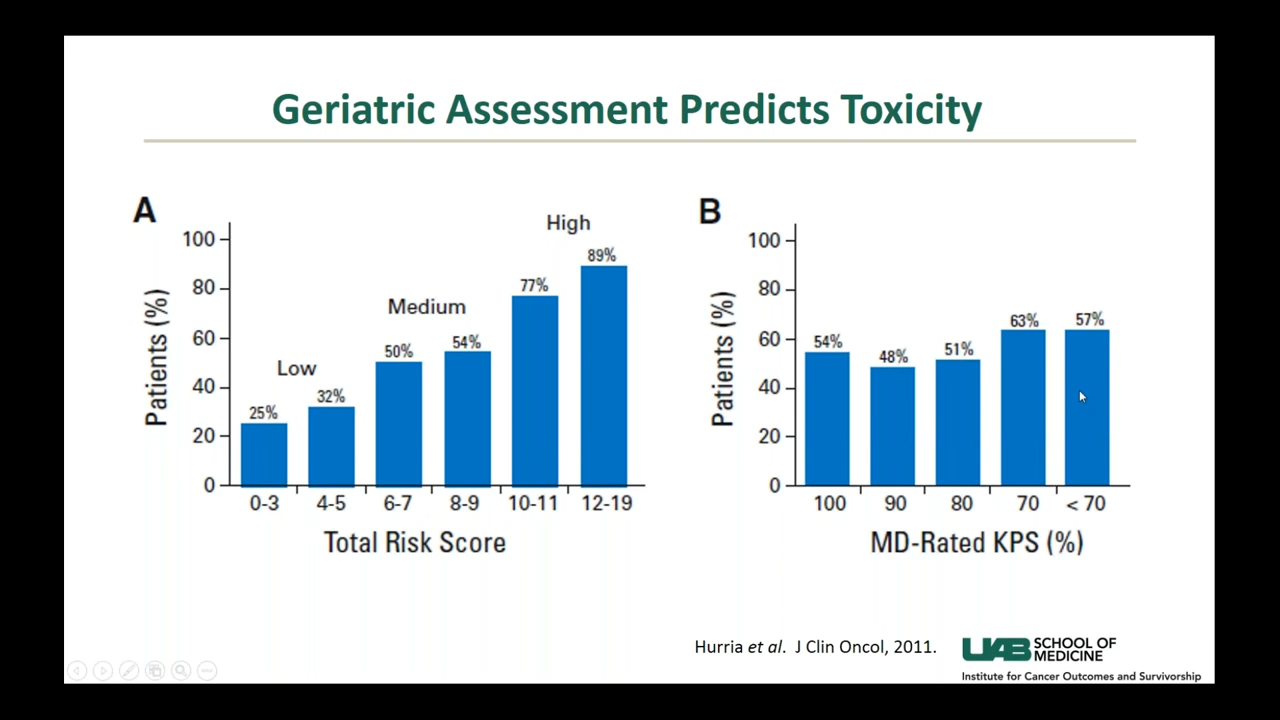 Geriatric Assessment Predicts Toxicity
A
Patients (%)
100
80
60
40
20
0
Low
Medium
High
25%
32%
50%
54%
77%
89%
0-3
4-5
6-7
8-9
10-11
12-19
Total Risk Score
B
Patients (%)
100
80
60
40
20
0
54%
48%
51%
63%
57%
100
90
80
70
< 70
MD-Rated KPS (%)
Hurria et al. J Clin Oncol, 2011.
UAB SCHOOL OF
MEDICINE
Institute for Cancer Outcomes and Survivorship